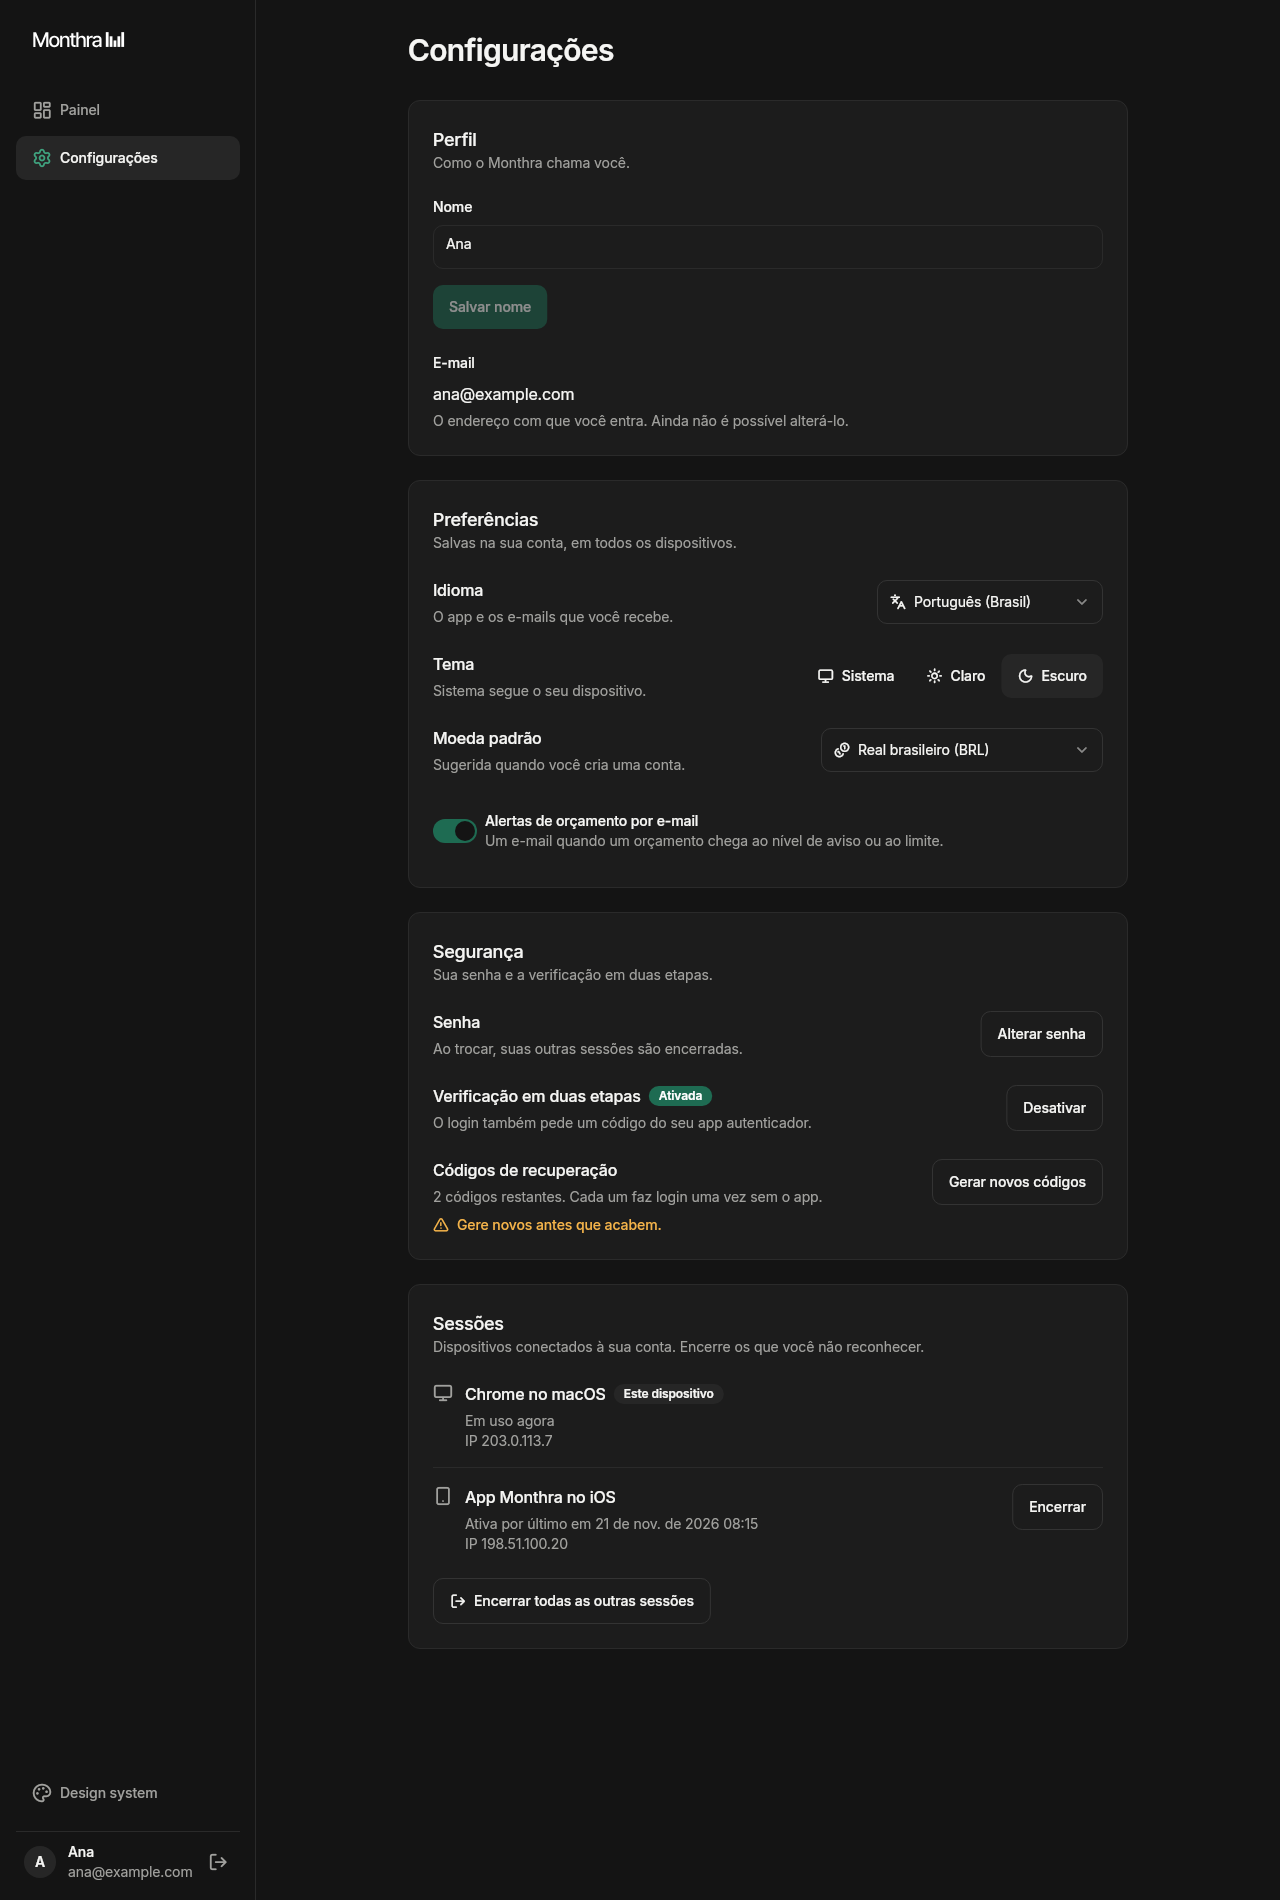 Monthra
Painel
Configurações
Configurações
Perfil
Como o Monthra chama você.
Nome
Ana
Salvar nome
E-mail
ana@example.com
O endereço com que você entra. Ainda não é possível alterá-lo.
Preferências
Salvas na sua conta, em todos os dispositivos.
Idioma
O app e os e-mails que você recebe.
Português (Brasil)
Tema
Sistema segue o seu dispositivo.
Sistema
Claro
Escuro
Moeda padrão
Sugerida quando você cria uma conta.
Real brasileiro (BRL)
Alertas de orçamento por e-mail
Um e-mail quando um orçamento chega ao nível de aviso ou ao limite.
Segurança
Sua senha e a verificação em duas etapas.
Senha
Ao trocar, suas outras sessões são encerradas.
Alterar senha
Verificação em duas etapas Ativada
O login também pede um código do seu app autenticador.
Desativar
Códigos de recuperação
2 códigos restantes. Cada um faz login uma vez sem o app.
Gere novos antes que acabem.
Gerar novos códigos
Sessões
Dispositivos conectados à sua conta. Encerre os que você não reconhecer.
Chrome no macOS Este dispositivo
Em uso agora
IP 203.0.113.7
App Monthra no iOS
Ativa por último em 21 de nov. de 2026 08:15
IP 198.51.100.20
Encerrar
Encerrar todas as outras sessões
Design system
A
Ana
ana@example.com